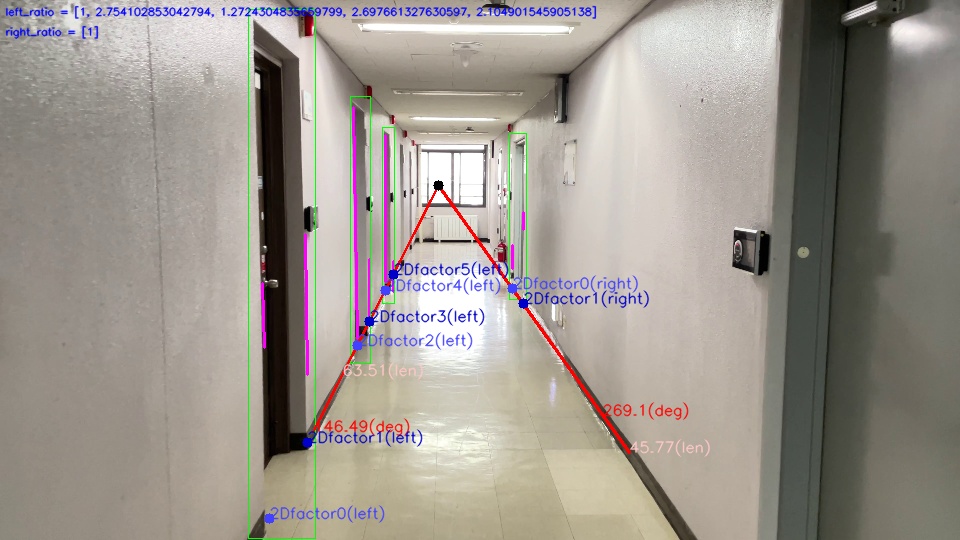 left_ratio = [1, 2.754102853042794, 1.2724304835659799, 2.697661327630597, 2.104901545905138]
right_ratio = [1]
2Dfactor5(left)
2Dfactor4(left)
2Dfactor0(right)
2Dfactor1(right)
2Dfactor3(left)
2Dfactor2(left)
63.51(len)
269.1(deg)
46.49(deg)
2Dfactor1(left)
45.77(len)
2Dfactor0(left)